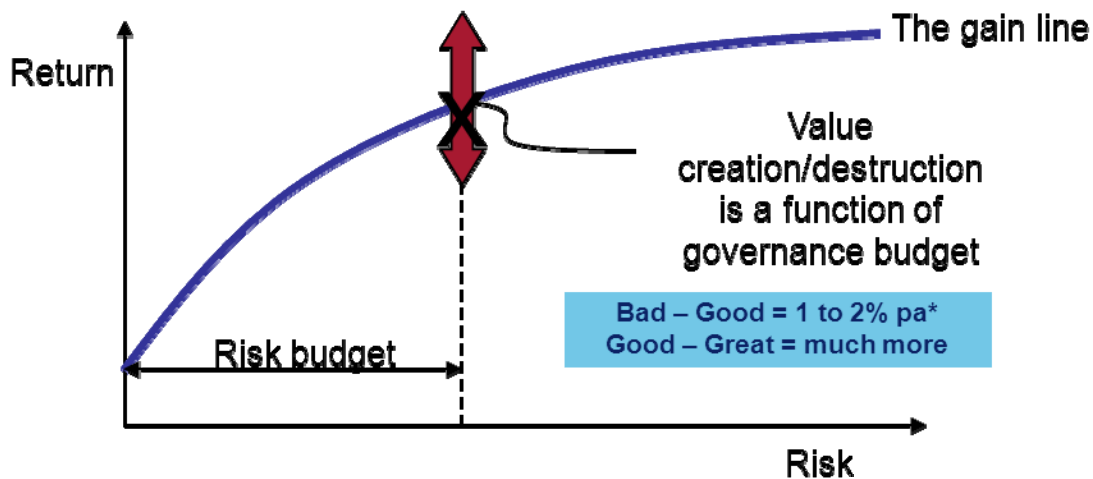 The gain line
Return
Value
creation/destruction
is a function of
governance budget
Bad – Good = 1 to 2% pa*
Good – Great = much more
Risk budget
Risk